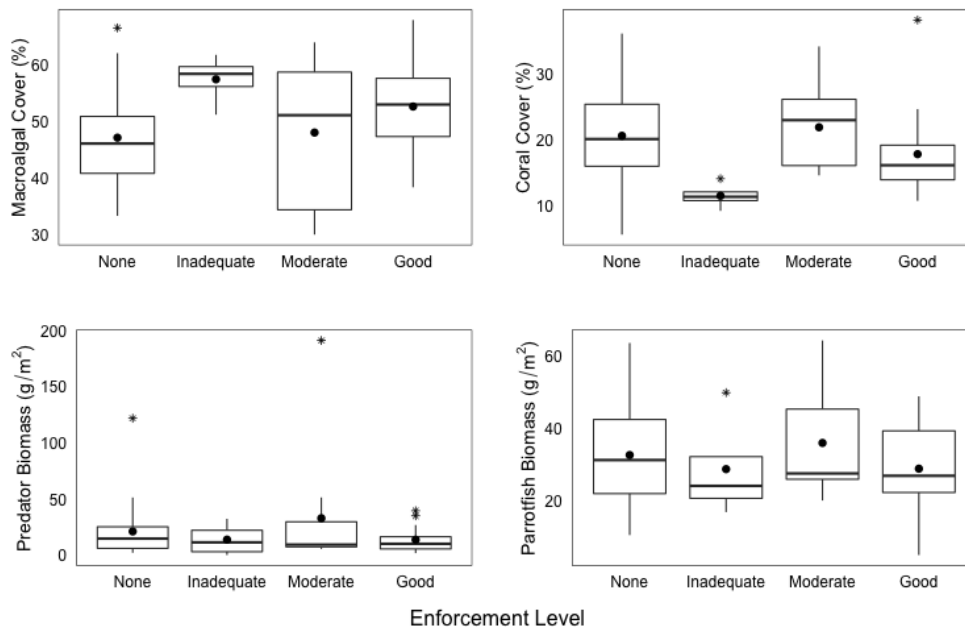 Macroalgal Cover (%)
60
50
40
30
None Inadequate Moderate Good
Coral Cover (%)
30
20
10
None Inadequate Moderate Good
Predator Biomass (g/m²)
200
150
100
50
0
None Inadequate Moderate Good
Parrotfish Biomass (g/m²)
60
40
20
None Inadequate Moderate Good
Enforcement Level